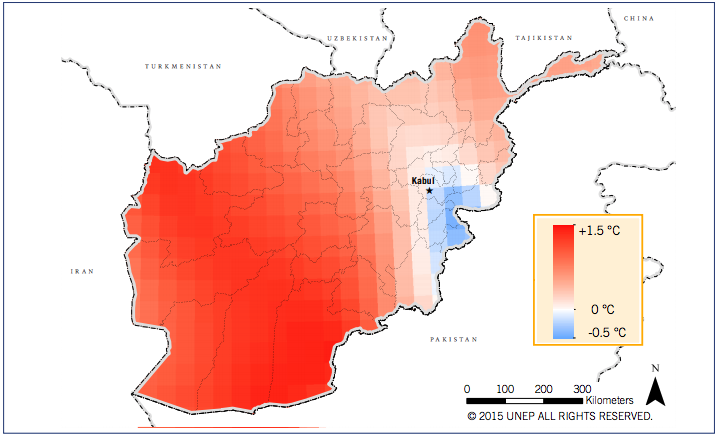 CHINA
UZBEKISTAN
TAJIKISTAN
TURKMENISTAN
Kabul
+1.5 °C
IRAN
0 °C
-0.5 °C
PAKISTAN
N
0 100 200 300
Kilometers
© 2015 UNEP ALL RIGHTS RESERVED.